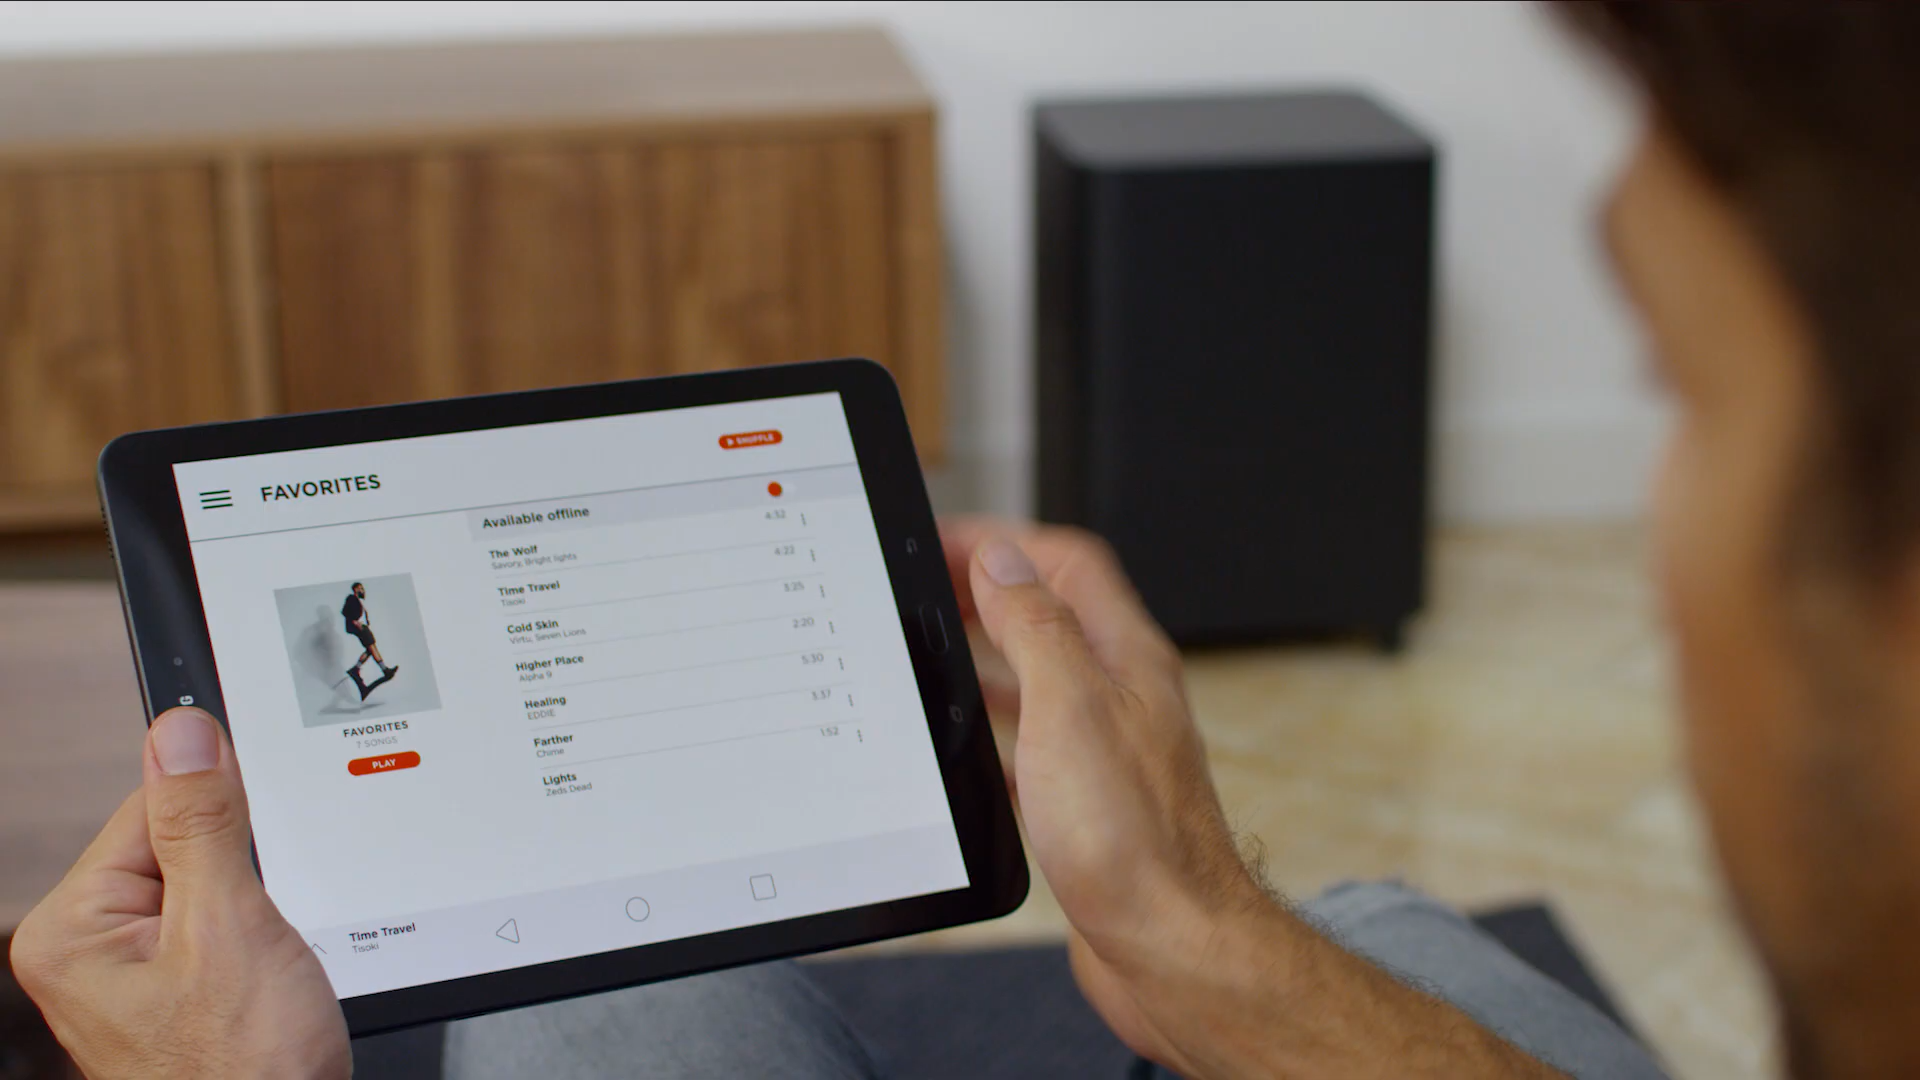 FAVORITES
SHUFFLE
Available offline
The Wolf
Savory, Bright lights
4:32
Time Travel
Tisoki
4:22
Cold Skin
Virtu, Seven Lions
3:25
Higher Place
Alpha 9
2:20
Healing
EDDIE
5:30
Farther
Chime
3:37
Lights
Zeds Dead
1:52
FAVORITES
7 SONGS
PLAY
Time Travel
Tisoki
G